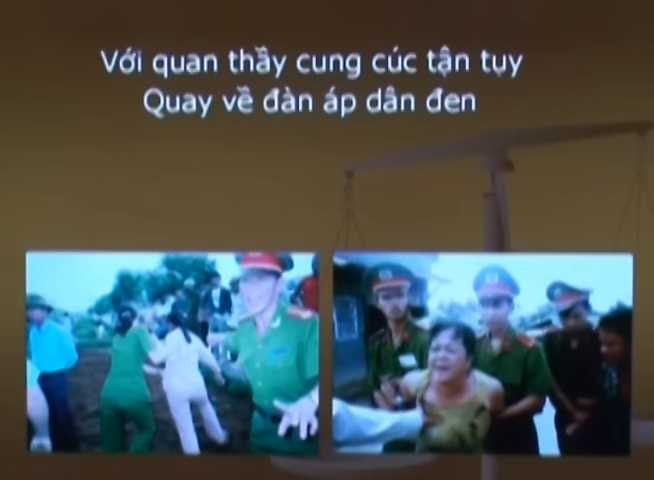 Với quan thầy cung cúc tận tụy
Quay về đàn áp dân đen